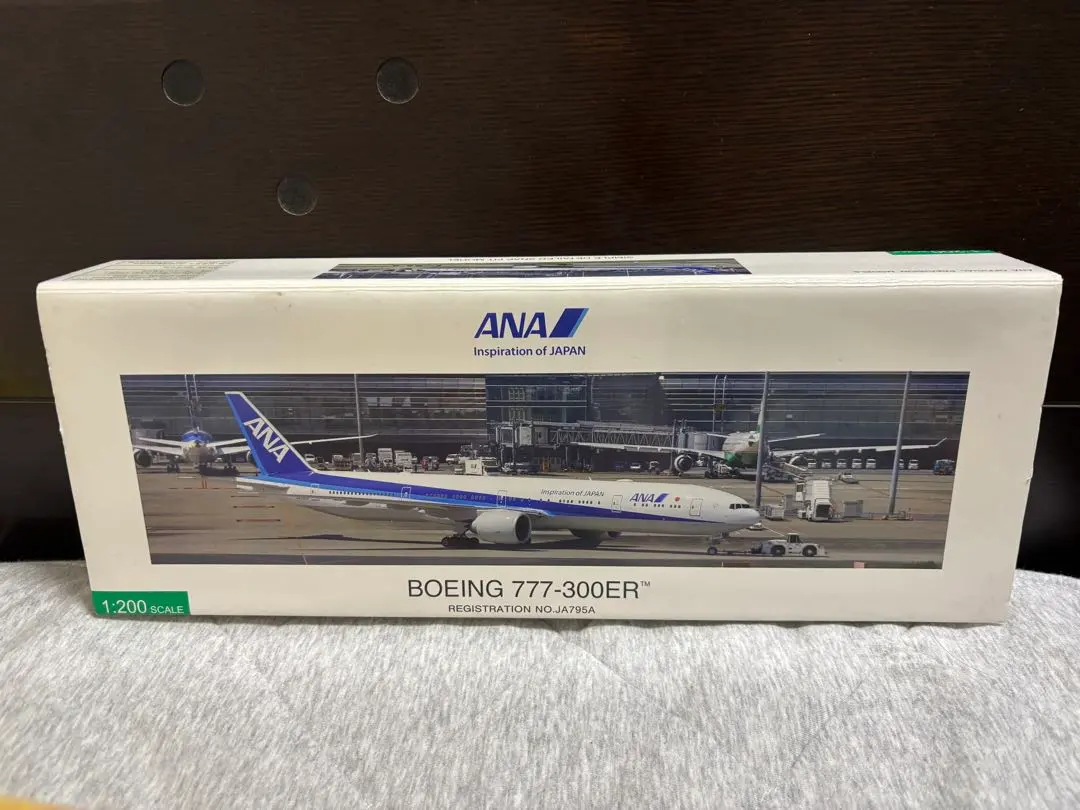 ANA
Inspiration of JAPAN
ANA
Inspiration of JAPAN
ANA
BOEING 777-300ER™
REGISTRATION NO.JA795A
1:200 SCALE